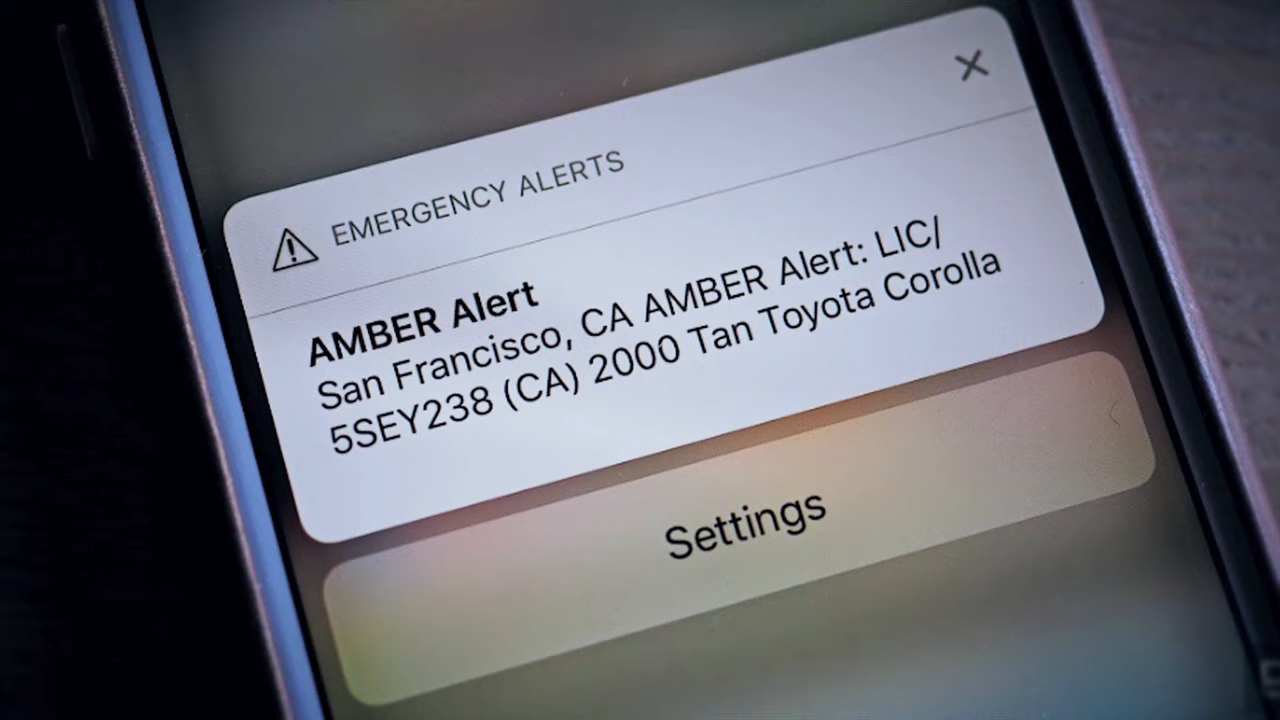 EMERGENCY ALERTS
AMBER Alert
San Francisco, CA AMBER Alert: LIC/
5SEY238 (CA) 2000 Tan Toyota Corolla
Settings